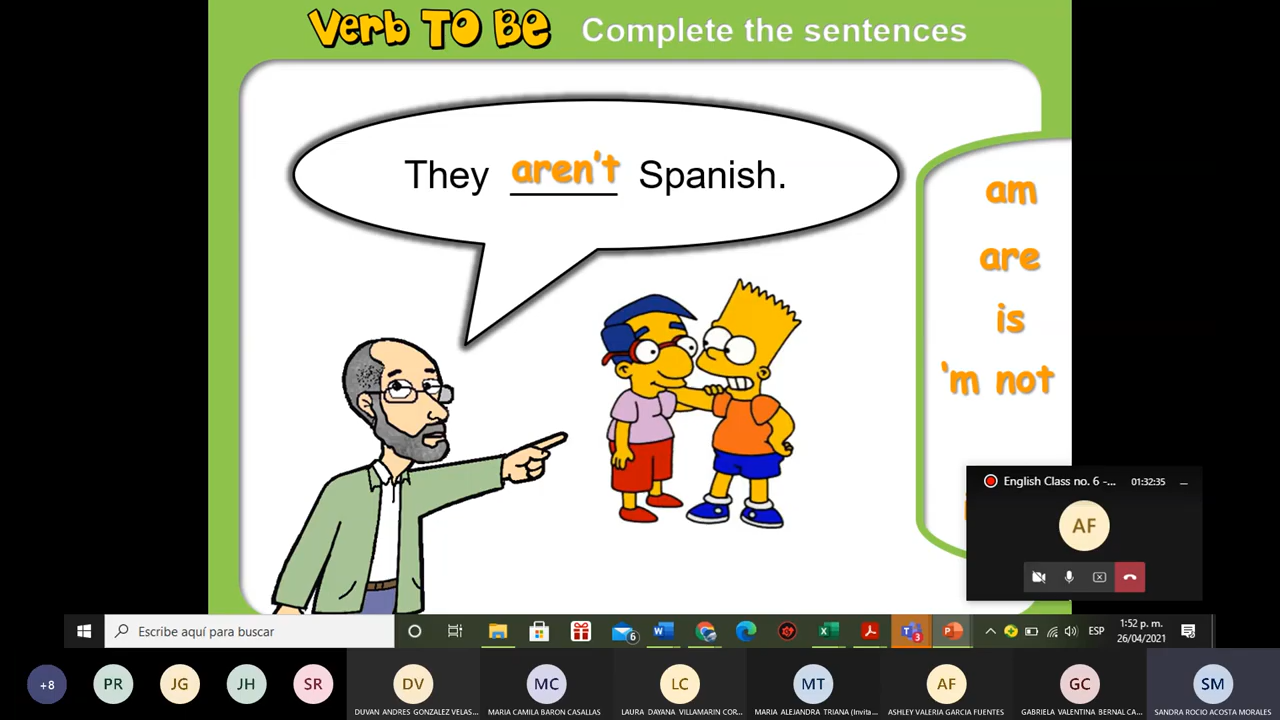 Verb TO BE Complete the sentences
They aren't Spanish.
am
are
is
'm not
English Class no. 6 -... 01:32:35
AF
Escribe aquí para buscar
6
3
ESP
1:52 p. m.
26/04/2021
+8 PR JG JH SR DV MC LC MT AF GC SM
DUVAN ANDRES GONZALEZ VELAS... MARIA CAMILA BARON CASALLAS LAURA DAYANA VILLAMARIN COR... MARIA ALEJANDRA TRIANA (Invita... ASHLEY VALERIA GARCIA FUENTES GABRIELA VALENTINA BERNAL CA... SANDRA ROCIO ACOSTA MORALES